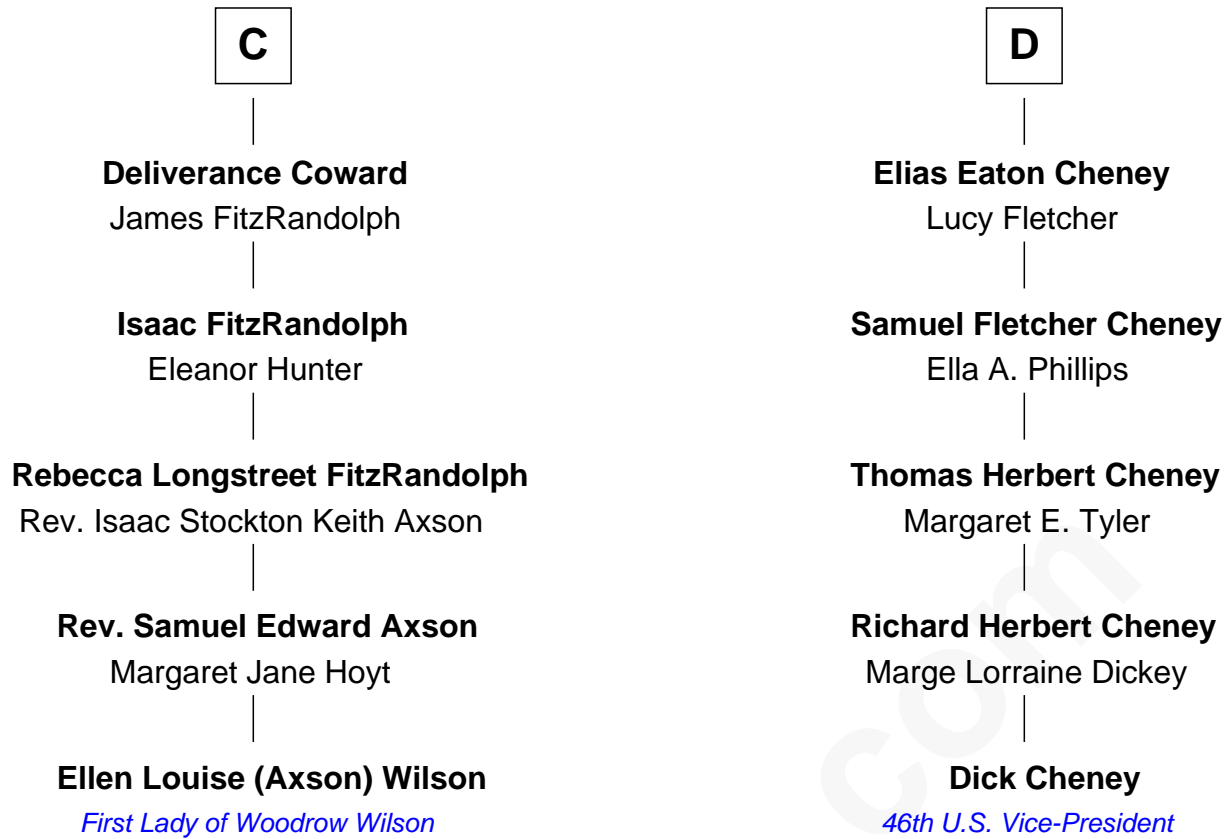 C
Deliverance Coward
James FitzRandolph
Isaac FitzRandolph
Eleanor Hunter
Rebecca Longstreet FitzRandolph
Rev. Isaac Stockton Keith Axson
Rev. Samuel Edward Axson
Margaret Jane Hoyt
Ellen Louise (Axson) Wilson
First Lady of Woodrow Wilson
D
Elias Eaton Cheney
Lucy Fletcher
Samuel Fletcher Cheney
Ella A. Phillips
Thomas Herbert Cheney
Margaret E. Tyler
Richard Herbert Cheney
Marge Lorraine Dickey
Dick Cheney
46th U.S. Vice-President
com